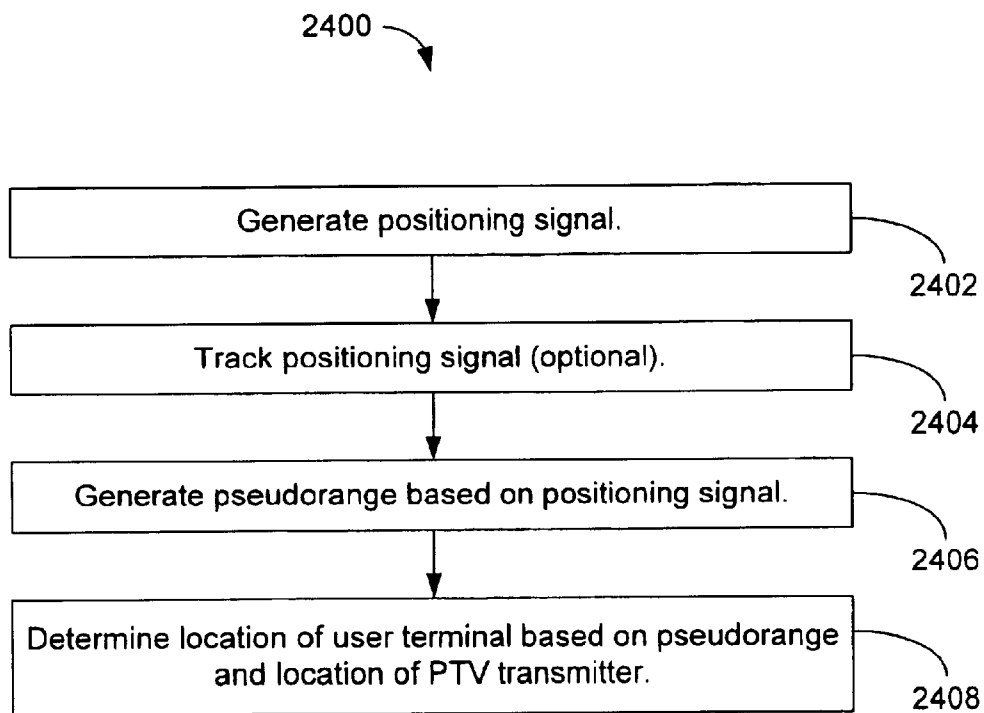 2400
Generate positioning signal.
2402
Track positioning signal (optional).
2404
Generate pseudorange based on positioning signal.
2406
Determine location of user terminal based on pseudorange
and location of PTV transmitter.
2408